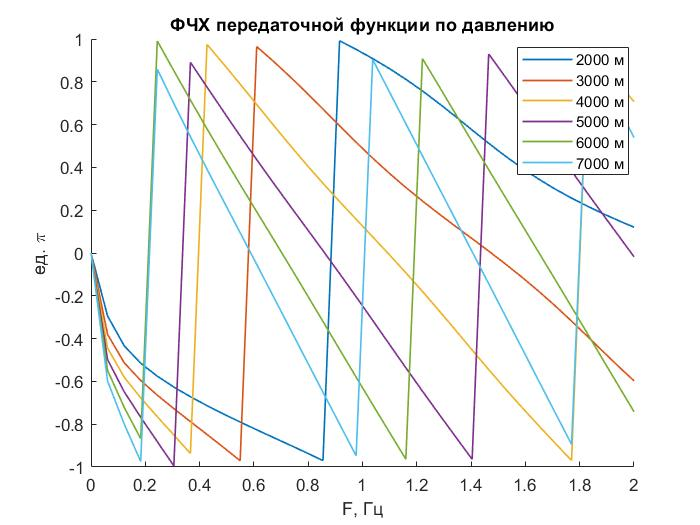 ФЧХ передаточной функции по давлению
1
0.8
0.6
0.4
0.2
0
-0.2
-0.4
-0.6
-0.8
-1
ед. π
2000 м
3000 м
4000 м
5000 м
6000 м
7000 м
0 0.2 0.4 0.6 0.8 1 1.2 1.4 1.6 1.8 2
F, Гц